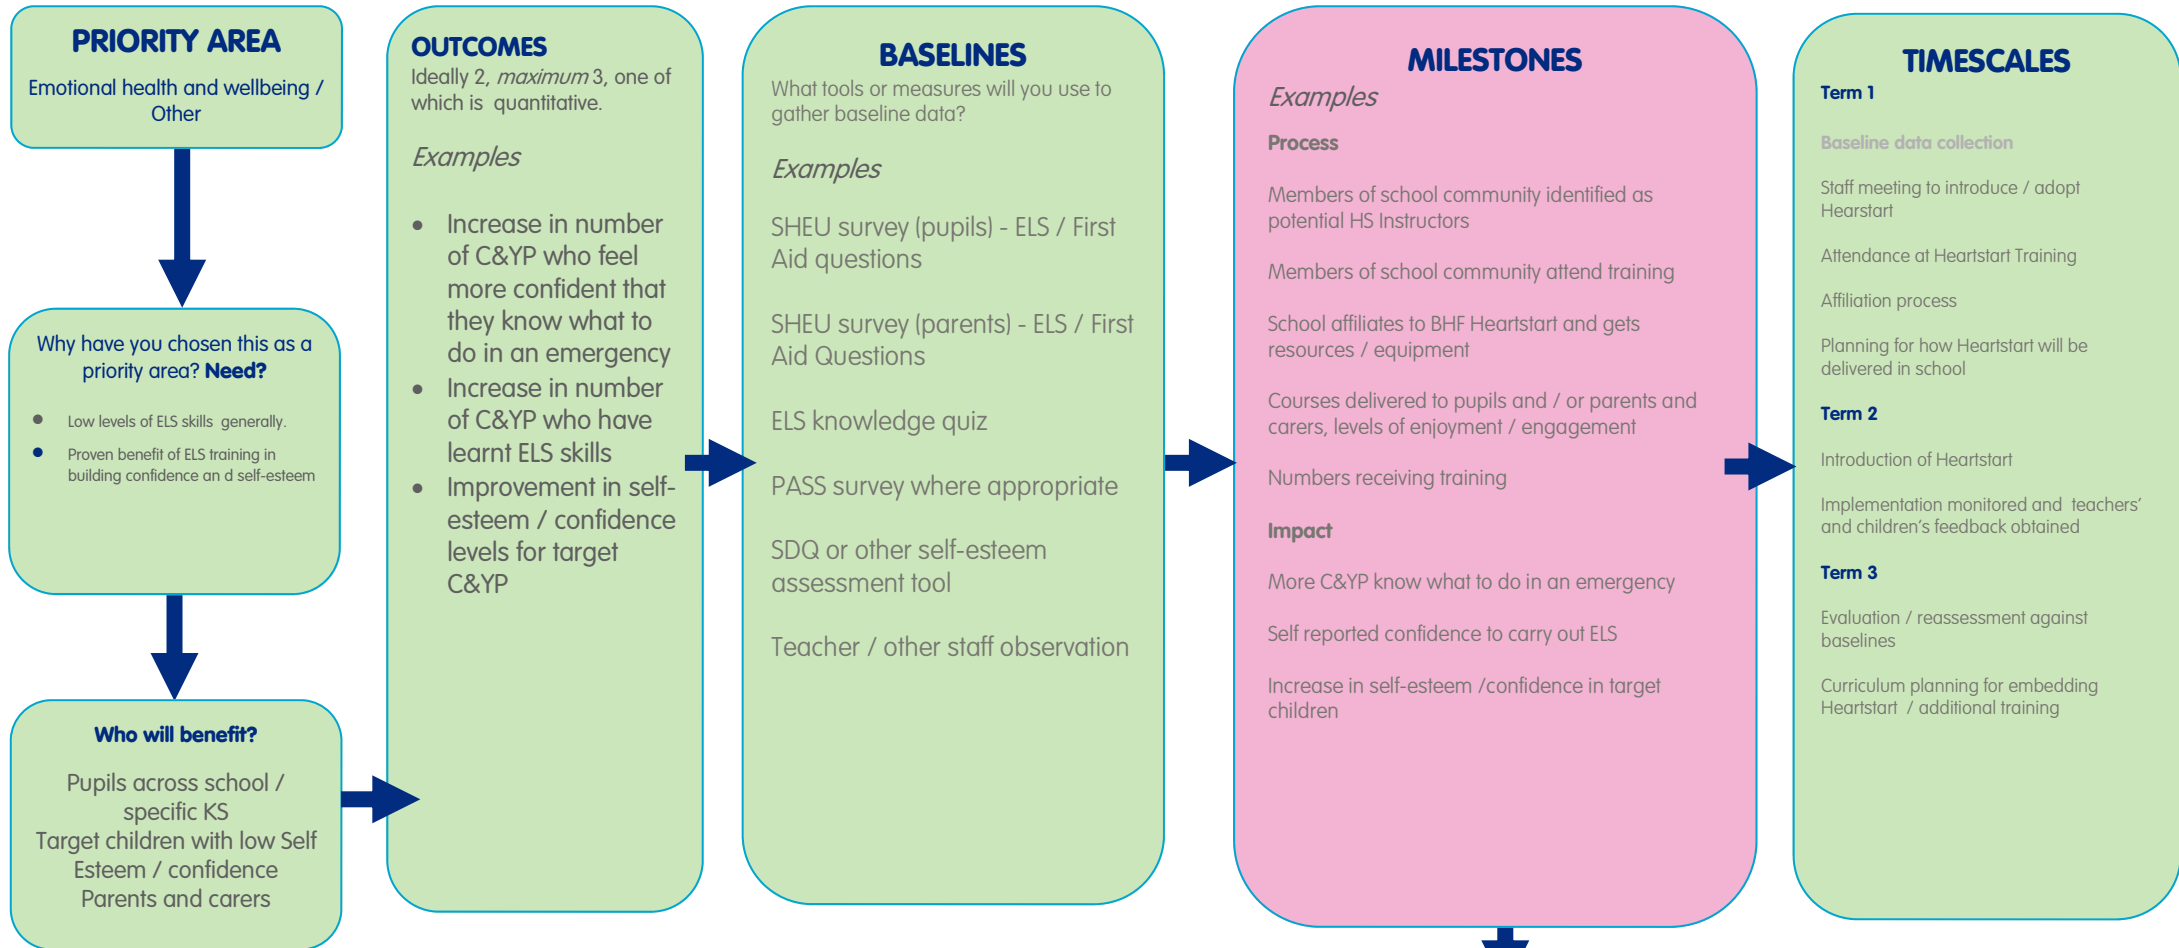 PRIORITY AREA
Emotional health and wellbeing /
Other
Why have you chosen this as a
priority area? Need?
• Low levels of ELS skills generally.
• Proven benefit of ELS training in
building confidence an d self-esteem
Who will benefit?
Pupils across school /
specific KS
Target children with low Self
Esteem / confidence
Parents and carers
OUTCOMES
Ideally 2, maximum 3, one of
which is quantitative.
Examples
• Increase in number
of C&YP who feel
more confident that
they know what to
do in an emergency
• Increase in number
of C&YP who have
learnt ELS skills
• Improvement in self-
esteem / confidence
levels for target
C&YP
BASELINES
What tools or measures will you use to
gather baseline data?
Examples
SHEU survey (pupils) - ELS / First
Aid questions
SHEU survey (parents) - ELS / First
Aid Questions
ELS knowledge quiz
PASS survey where appropriate
SDQ or other self-esteem
assessment tool
Teacher / other staff observation
MILESTONES
Examples
Process
Members of school community identified as
potential HS Instructors
Members of school community attend training
School affiliates to BHF Heartstart and gets
resources / equipment
Courses delivered to pupils and / or parents and
carers, levels of enjoyment / engagement
Numbers receiving training
Impact
More C&YP know what to do in an emergency
Self reported confidence to carry out ELS
Increase in self-esteem /confidence in target
children
TIMESCALES
Term 1
Baseline data collection
Staff meeting to introduce / adopt
Hearstart
Attendance at Heartstart Training
Affiliation process
Planning for how Heartstart will be
delivered in school
Term 2
Introduction of Heartstart
Implementation monitored and teachers'
and children's feedback obtained
Term 3
Evaluation / reassessment against
baselines
Curriculum planning for embedding
Heartstart / additional training